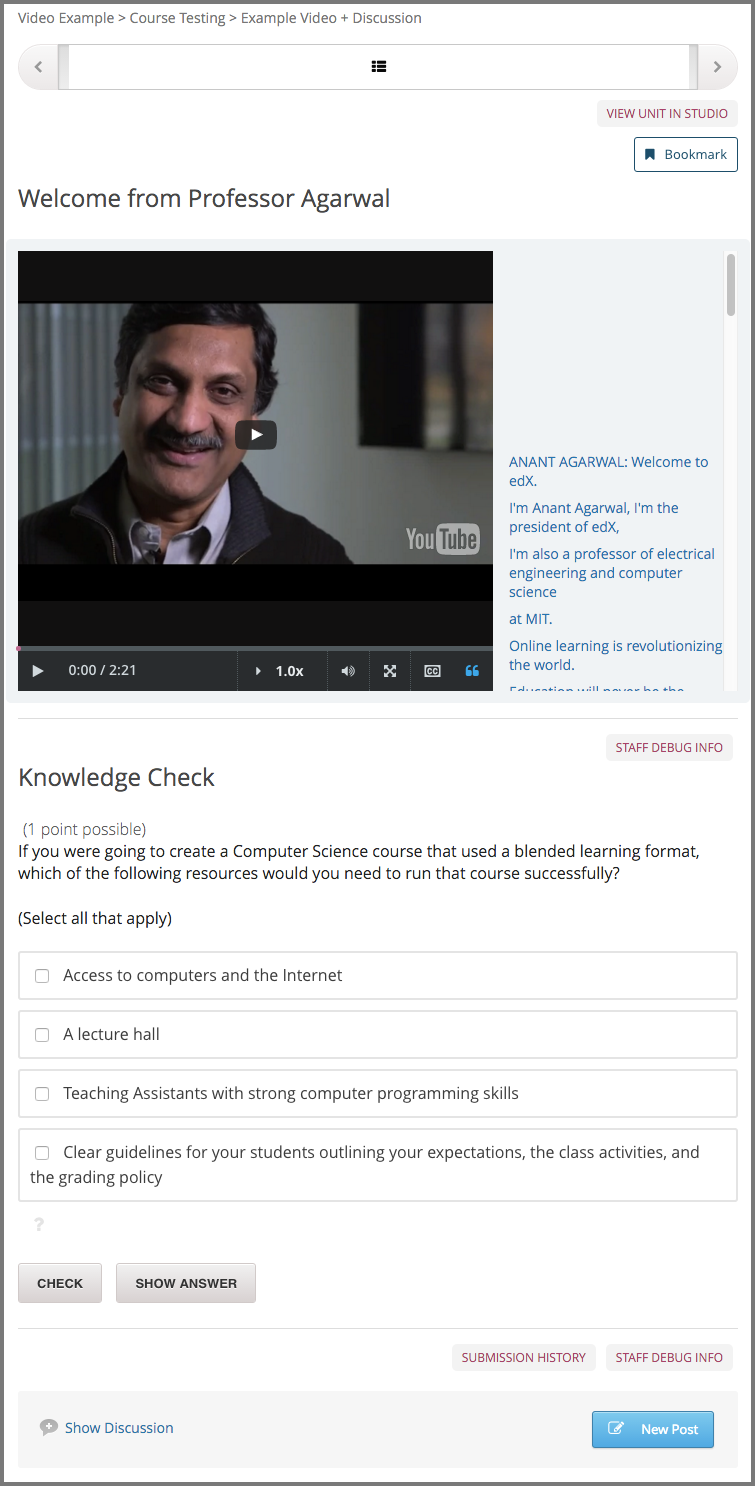 Video Example > Course Testing > Example Video + Discussion
VIEW UNIT IN STUDIO
Bookmark
Welcome from Professor Agarwal
YouTube
ANANT AGARWAL: Welcome to
edX.
I'm Anant Agarwal, I'm the
president of edX,
I'm also a professor of electrical
engineering and computer
science
at MIT.
Online learning is revolutionizing
the world.
Education will never be the
0:00 / 2:21
1.0x
CC
STAFF DEBUG INFO
Knowledge Check
(1 point possible)
If you were going to create a Computer Science course that used a blended learning format,
which of the following resources would you need to run that course successfully?
(Select all that apply)
Access to computers and the Internet
A lecture hall
Teaching Assistants with strong computer programming skills
Clear guidelines for your students outlining your expectations, the class activities, and
the grading policy
?
CHECK
SHOW ANSWER
SUBMISSION HISTORY
STAFF DEBUG INFO
Show Discussion
New Post